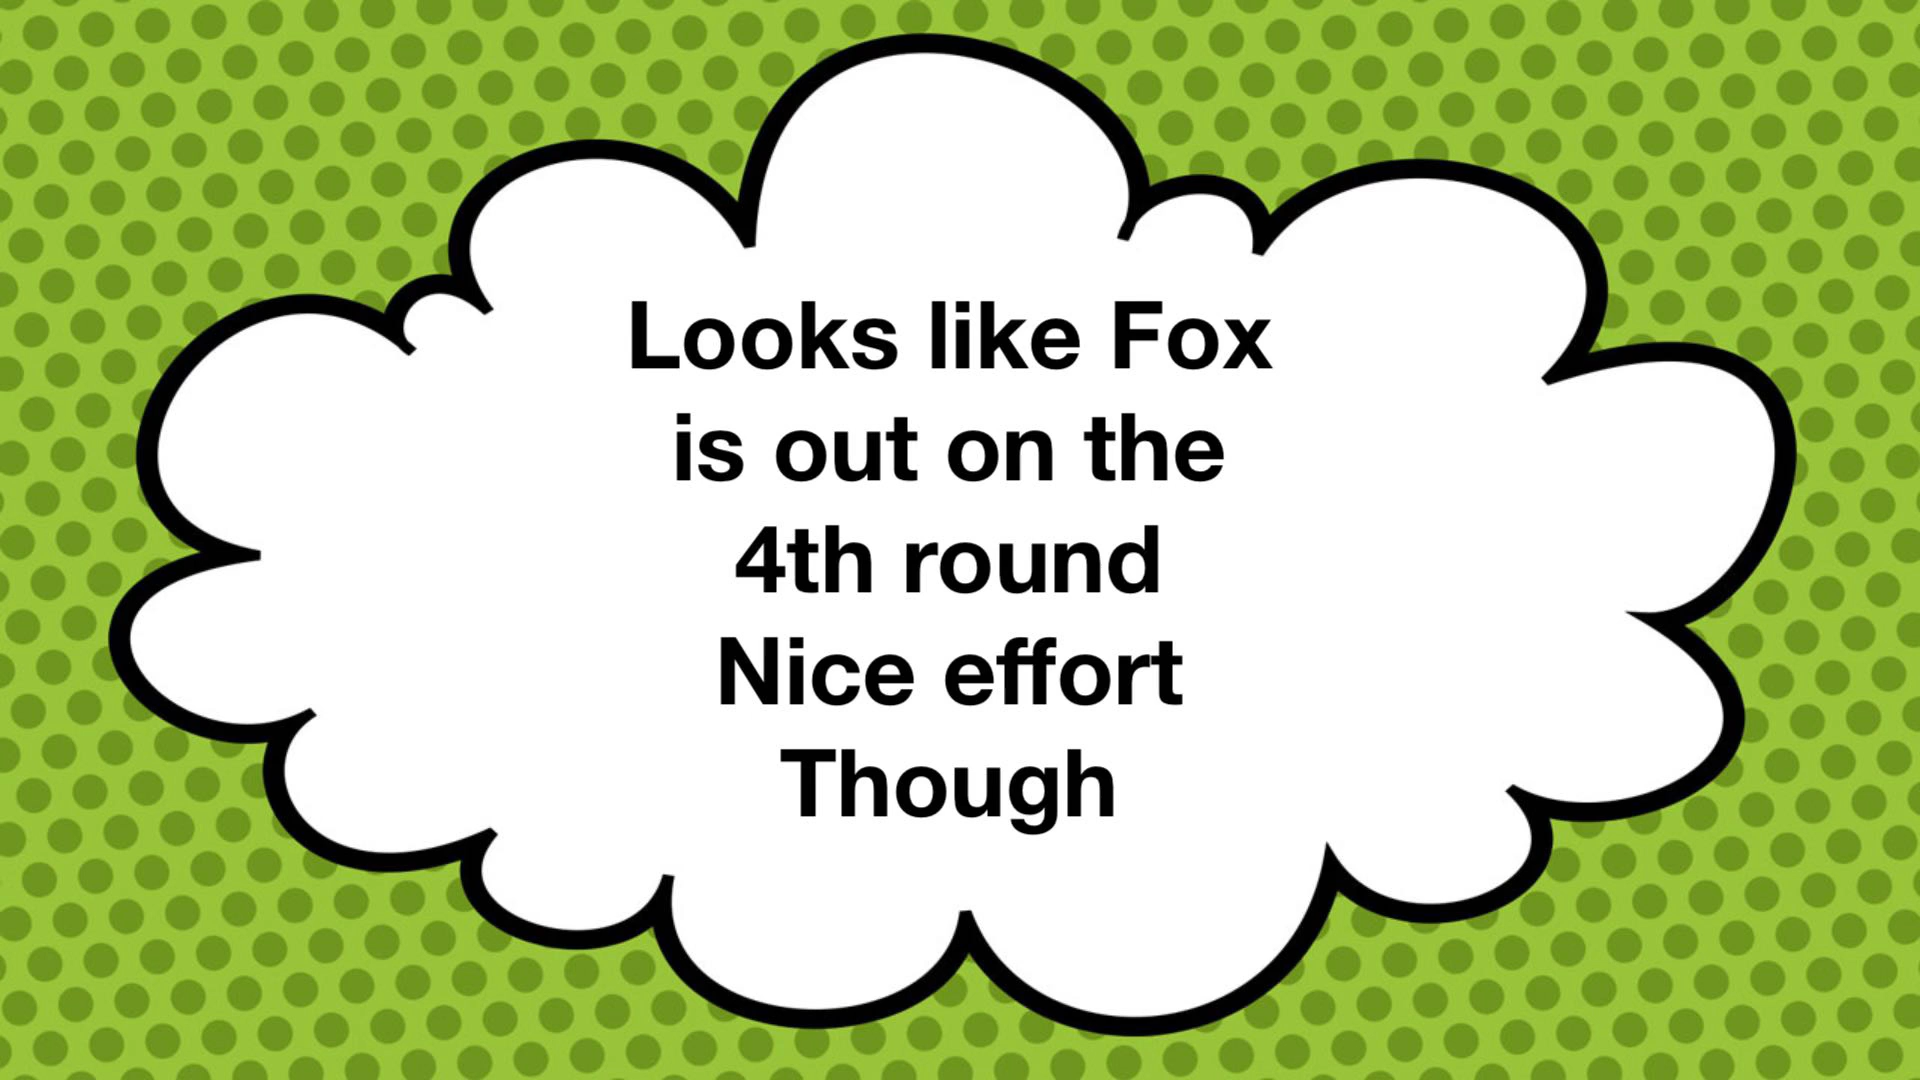 Looks like Fox
is out on the
4th round
Nice effort
Though